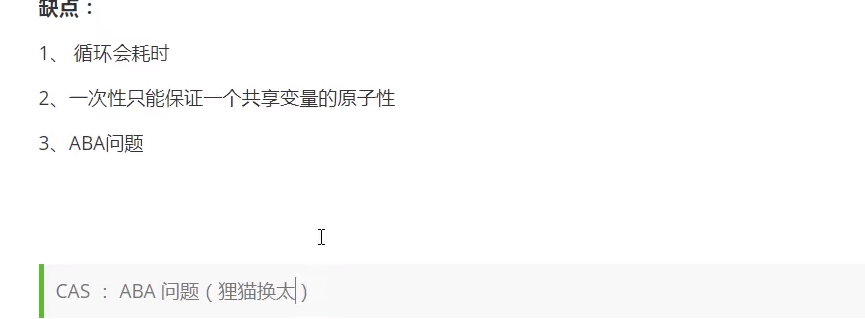 缺点：
1、 循环会耗时
2、一次性只能保证一个共享变量的原子性
3、ABA问题
CAS ： ABA 问题（狸猫换太）